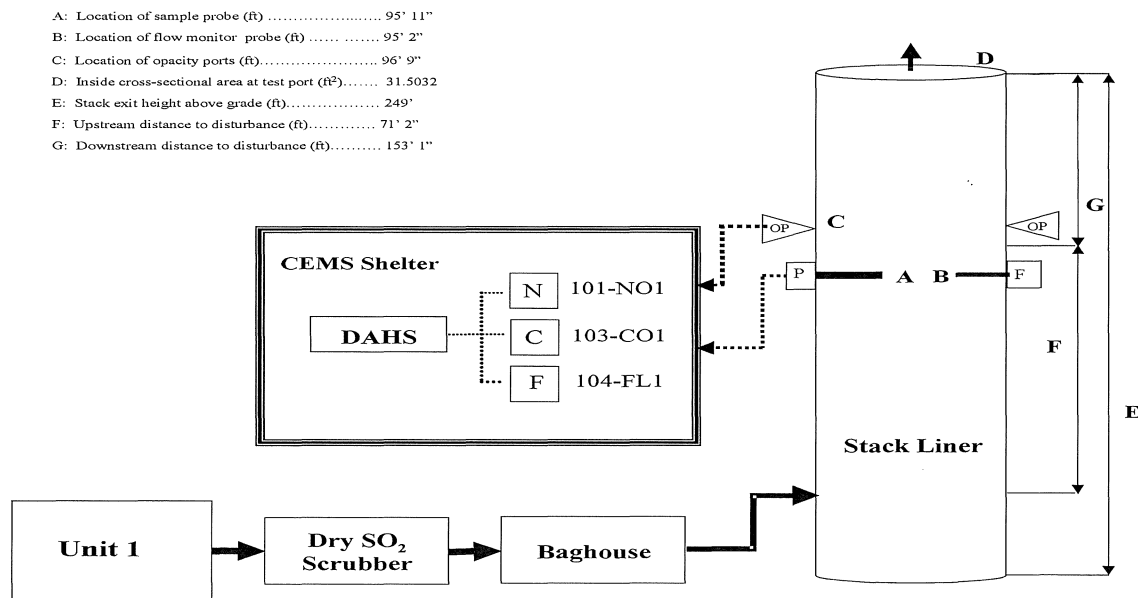 A: Location of sample probe (ft) ........................ 95' 11"
B: Location of flow monitor probe (ft) ...... ....... 95' 2"
C: Location of opacity ports (ft)..................... 96' 9"
D: Inside cross-sectional area at test port (ft²)....... 31.5032
E: Stack exit height above grade (ft)................. 249'
F: Upstream distance to disturbance (ft)............. 71' 2"
G: Downstream distance to disturbance (ft).......... 153' 1"
D
G
OP
C
OP
CEMS Shelter
P
A
B
F
N
101-NO1
DAHS
C
103-CO1
F
104-FL1
F
E
Stack Liner
Unit 1
Dry SO₂
Scrubber
Baghouse